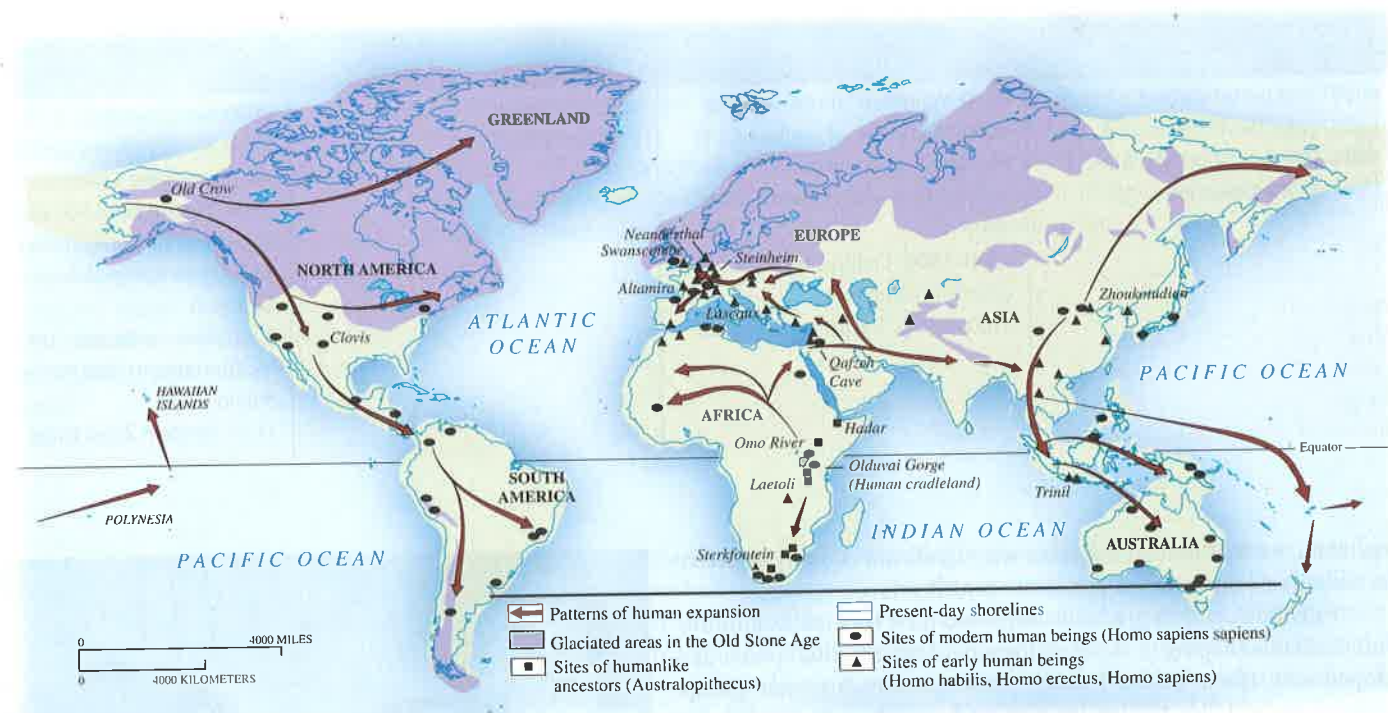 GREENLAND
Old Crow
NORTH AMERICA
Clovis
ATLANTIC
OCEAN
HAWAIIAN
ISLANDS
POLYNESIA
PACIFIC OCEAN
SOUTH
AMERICA
Neanderthal
Swanscombe
Steinheim
EUROPE
Altamira
Lascaux
ASIA
Zhoukoudian
Qafzah
Cave
PACIFIC OCEAN
AFRICA
Hadar
Omo River
Equator
Olduvai Gorge
(Human cradleland)
Laetoli
Trinil
INDIAN OCEAN
AUSTRALIA
Sterkfontein
Patterns of human expansion
Glaciated areas in the Old Stone Age
Sites of humanlike
ancestors (Australopithecus)
Present-day shorelines
Sites of modern human beings (Homo sapiens sapiens)
Sites of early human beings
(Homo habilis, Homo erectus, Homo sapiens)
0 4000 MILES
0 4000 KILOMETERS